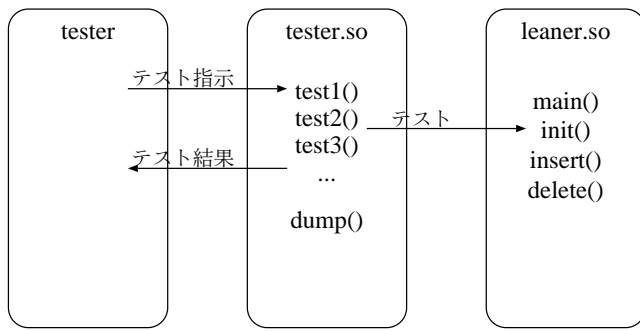 tester
テスト指示
テスト結果
tester.so
test1()
test2()
test3()
...
dump()
テスト
leaner.so
main()
init()
insert()
delete()